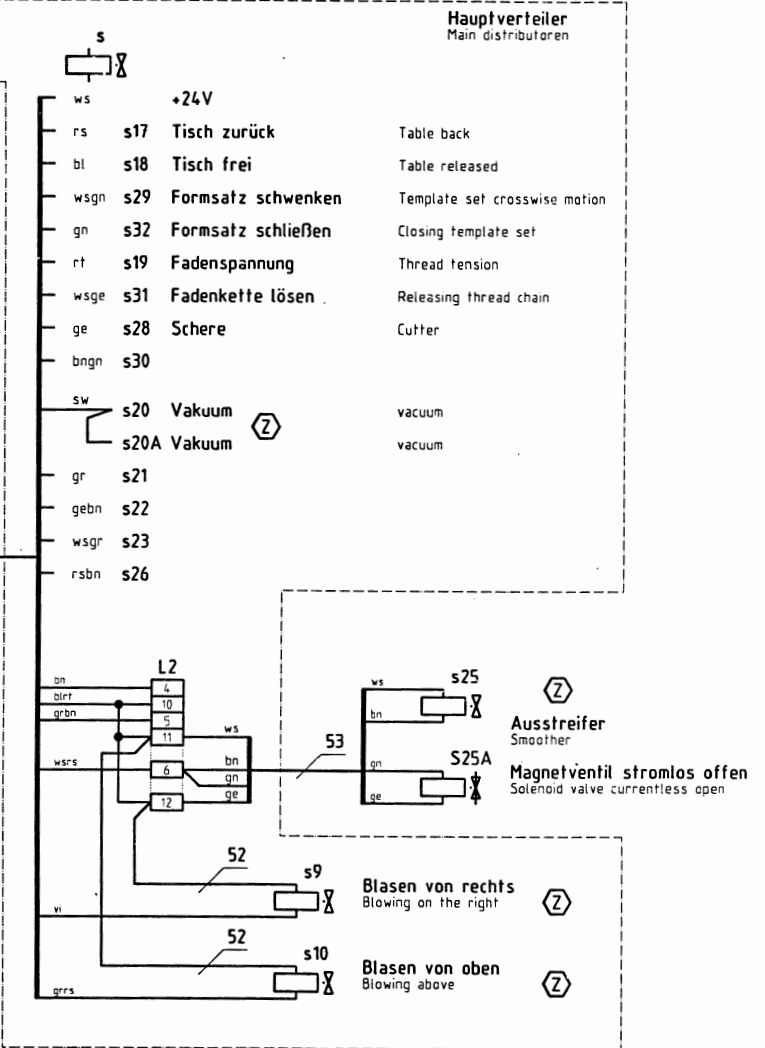 Hauptverteiler
Main distributoren
s
ws +24V
rs s17 Tisch zurück Table back
bl s18 Tisch frei Table released
wsgn s29 Formsatz schwenken Template set crosswise motion
gn s32 Formsatz schließen Closing template set
rt s19 Fadenspannung Thread tension
wsge s31 Fadenkette lösen Releasing thread chain
ge s28 Schere Cutter
bngn s30
sw s20 Vakuum vacuum
Z
s20A Vakuum vacuum
gr s21
gebn s22
wsgr s23
rsbn s26
L2
bn 4
blrt 10
grbn 5
11 ws
wsrs 6 bn
gn
12 ge
53
ws s25
bn
Z
Ausstreifer
Smoother
gn S25A
ge
Magnetventil stromlos offen
Solenoid valve currentless open
52
s9
Blasen von rechts
Blowing on the right
Z
vi
52
s10
Blasen von oben
Blowing above
Z
grrs